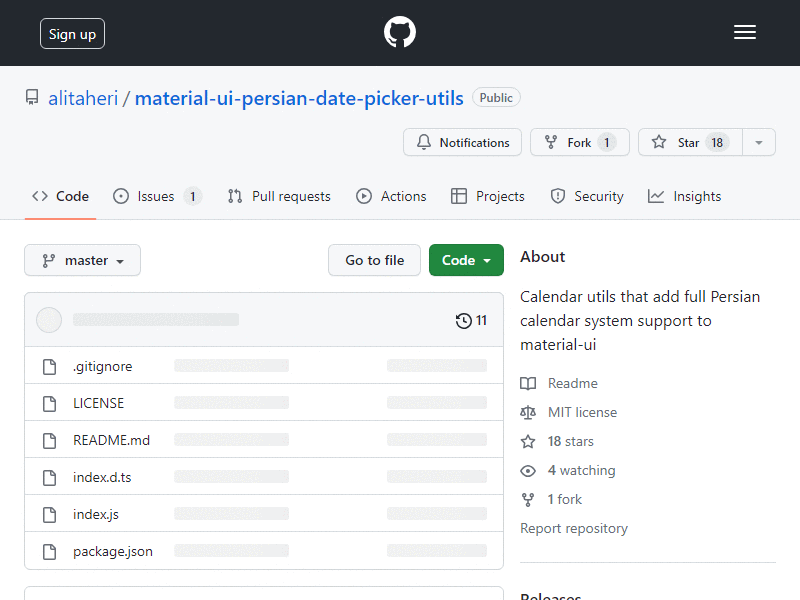 Sign up
alitaheri / material-ui-persian-date-picker-utils Public
Notifications Fork 1 Star 18
Code Issues 1 Pull requests Actions Projects Security Insights
master Go to file Code
11
.gitignore
LICENSE
README.md
index.d.ts
index.js
package.json
About
Calendar utils that add full Persian
calendar system support to
material-ui
Readme
MIT license
18 stars
4 watching
1 fork
Report repository
Releases